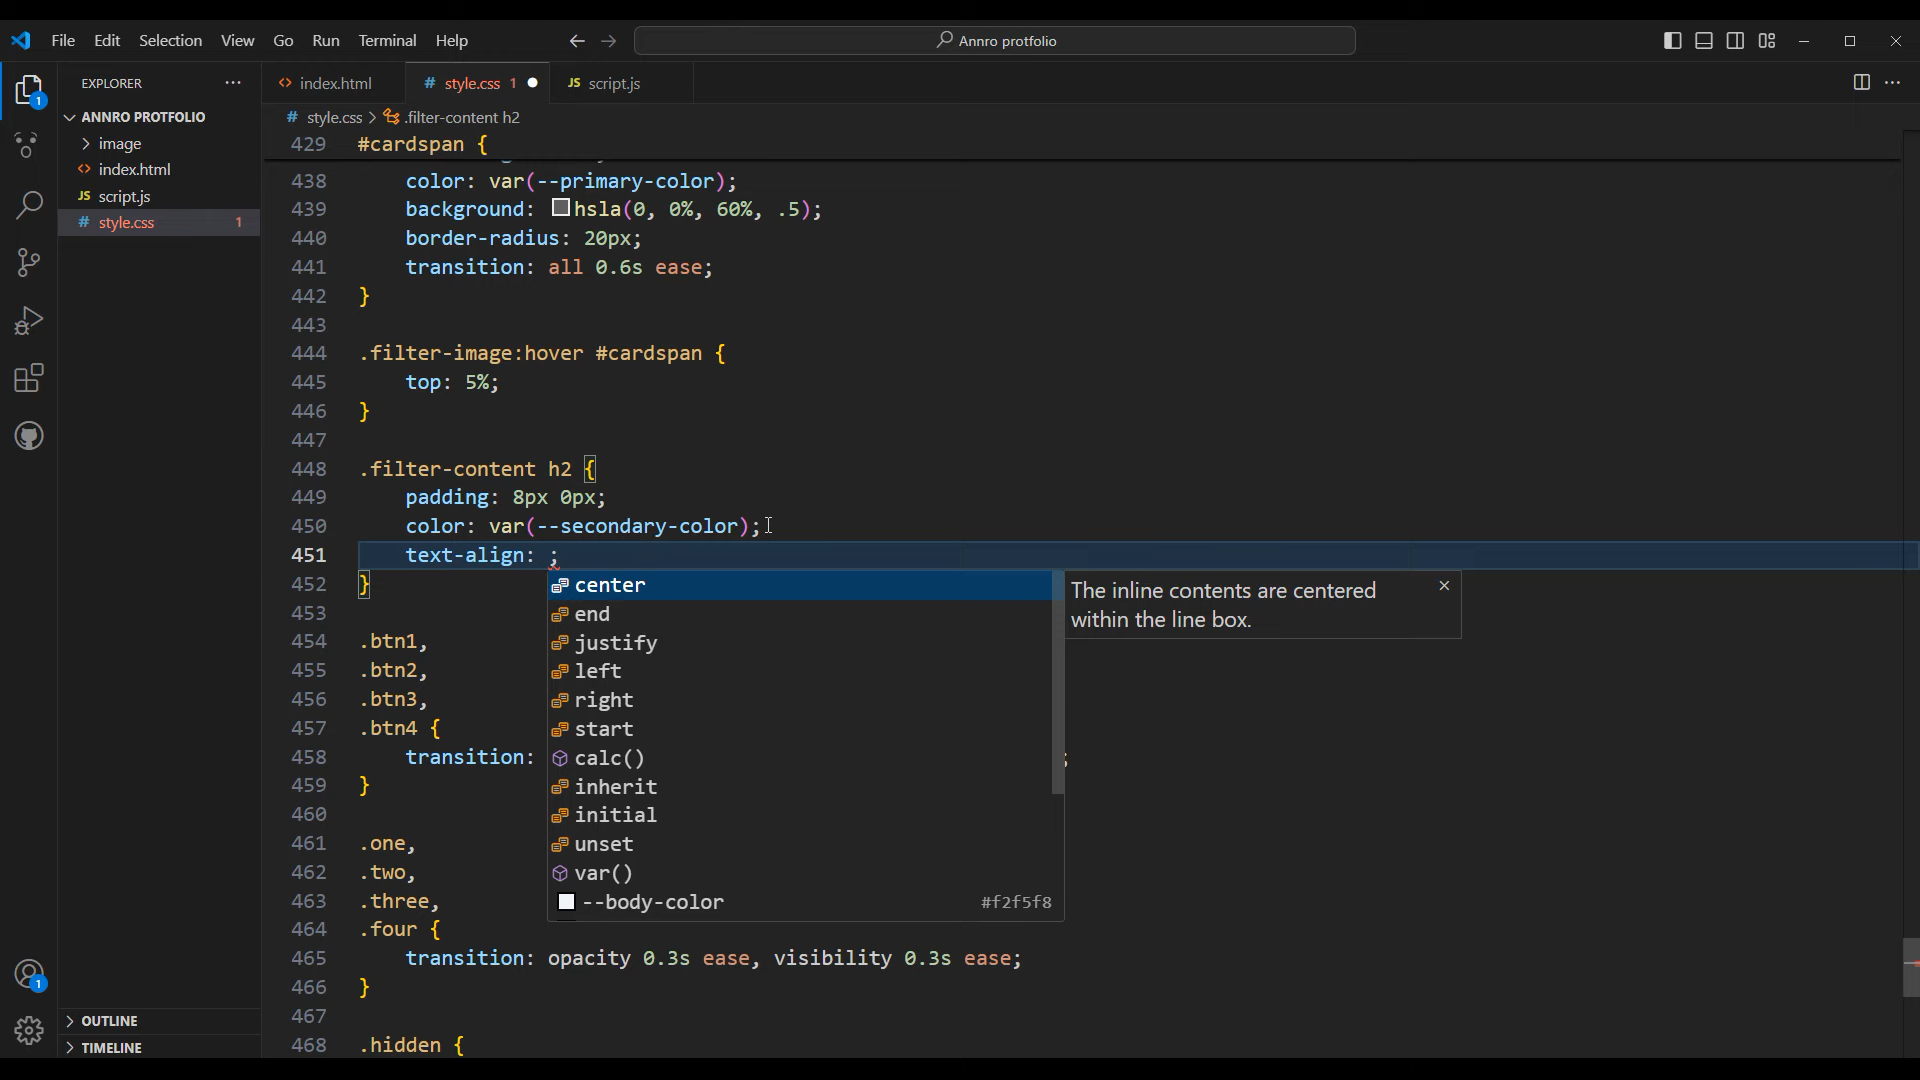 File Edit Selection View Go Run Terminal Help
Annro protfolio
EXPLORER
index.html
style.css 1
script.js
ANNRO PROTFOLIO
image
index.html
script.js
style.css 1
OUTLINE
TIMELINE
1
1
style.css > .filter-content h2
429 #cardspan {
438 color: var(--primary-color);
439 background: hsla(0, 0%, 60%, .5);
440 border-radius: 20px;
441 transition: all 0.6s ease;
442 }
443
444 .filter-image:hover #cardspan {
445 top: 5%;
446 }
447
448 .filter-content h2 {
449 padding: 8px 0px;
450 color: var(--secondary-color);
451 text-align: ;
452 }
453
454 .btn1,
455 .btn2,
456 .btn3,
457 .btn4 {
458 transition: ;
459 }
460
461 .one,
462 .two,
463 .three,
464 .four {
465 transition: opacity 0.3s ease, visibility 0.3s ease;
466 }
467
468 .hidden {
center
end
justify
left
right
start
calc()
inherit
initial
unset
var()
--body-color #f2f5f8
The inline contents are centered
within the line box.